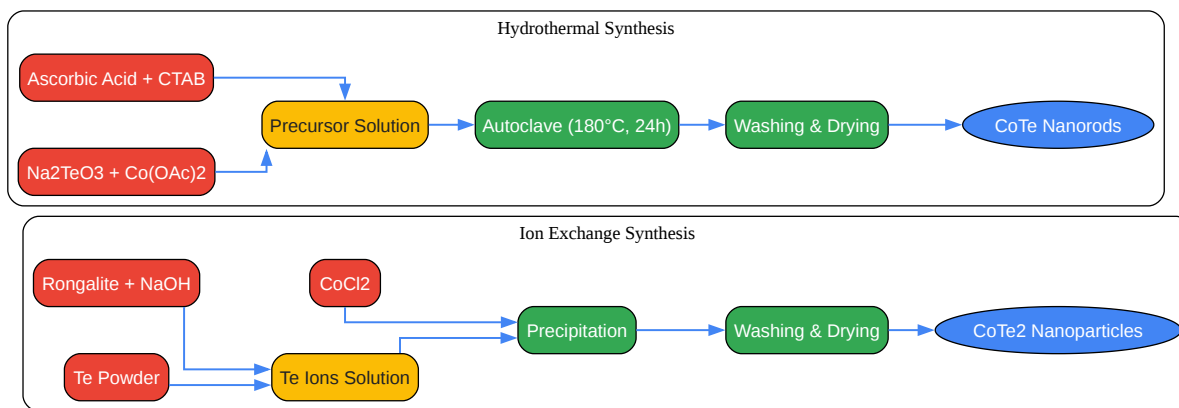 Hydrothermal Synthesis
Ascorbic Acid + CTAB
Precursor Solution
Autoclave (180°C, 24h)
Washing & Drying
CoTe Nanorods
Na2TeO3 + Co(OAc)2
Ion Exchange Synthesis
Rongalite + NaOH
CoCl2
Precipitation
Washing & Drying
CoTe2 Nanoparticles
Te Powder
Te Ions Solution